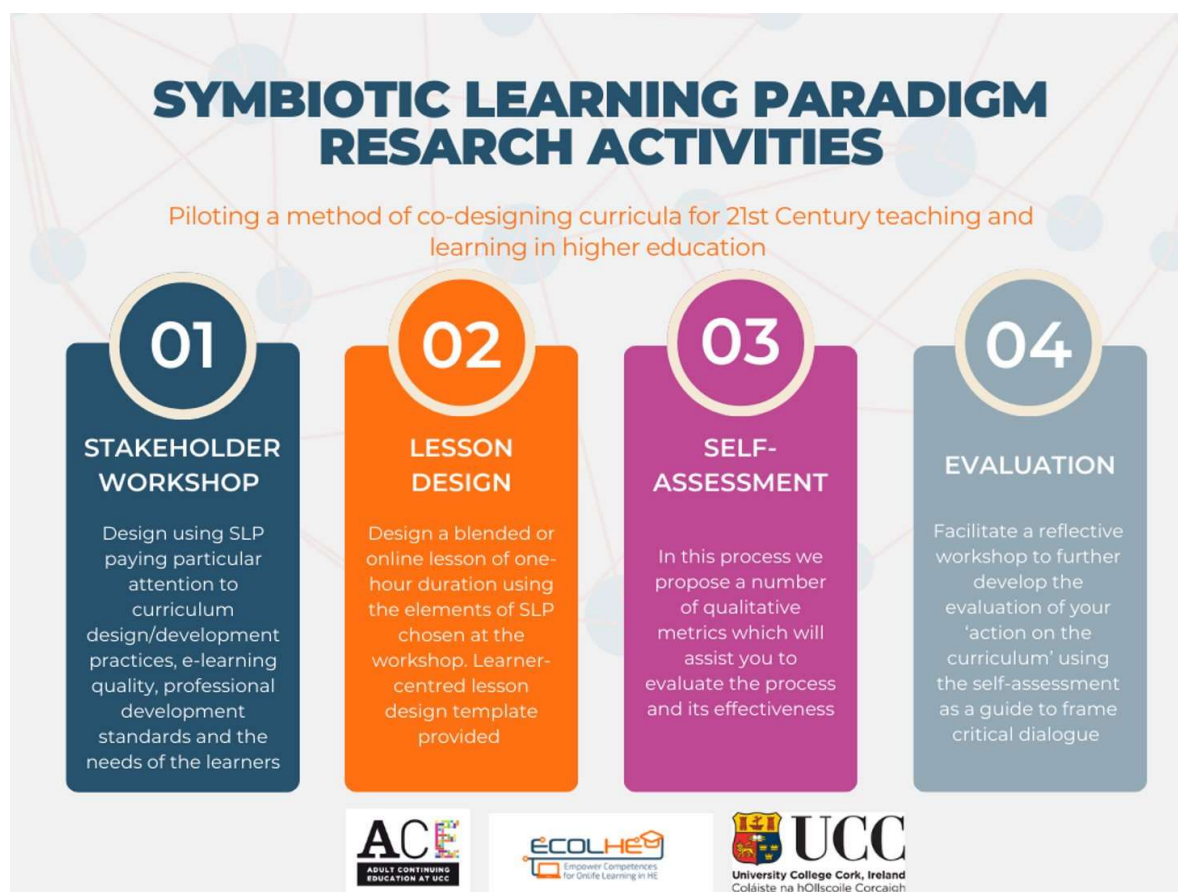 SYMBIOTIC LEARNING PARADIGM
RESARCH ACTIVITIES
Piloting a method of co-designing curricula for 21st Century teaching and
learning in higher education
01
STAKEHOLDER
WORKSHOP
Design using SLP
paying particular
attention to
curriculum
design/development
practices, e-learning
quality, professional
development
standards and the
needs of the learners
02
LESSON
DESIGN
Design a blended or
online lesson of one-
hour duration using
the elements of SLP
chosen at the
workshop. Learner-
centred lesson
design template
provided
03
SELF-
ASSESSMENT
In this process we
propose a number
of qualitative
metrics which will
assist you to
evaluate the process
and its effectiveness
04
EVALUATION
Facilitate a reflective
workshop to further
develop the
evaluation of your
‘action on the
curriculum’ using
the self-assessment
as a guide to frame
critical dialogue
ACE
ADULT CONTINUING
EDUCATION AT UCC
ECOLHE
Empower Competences
for Onlife Learning in HE
UCC
University College Cork, Ireland
Coláiste na hOllscoile Corcaigh